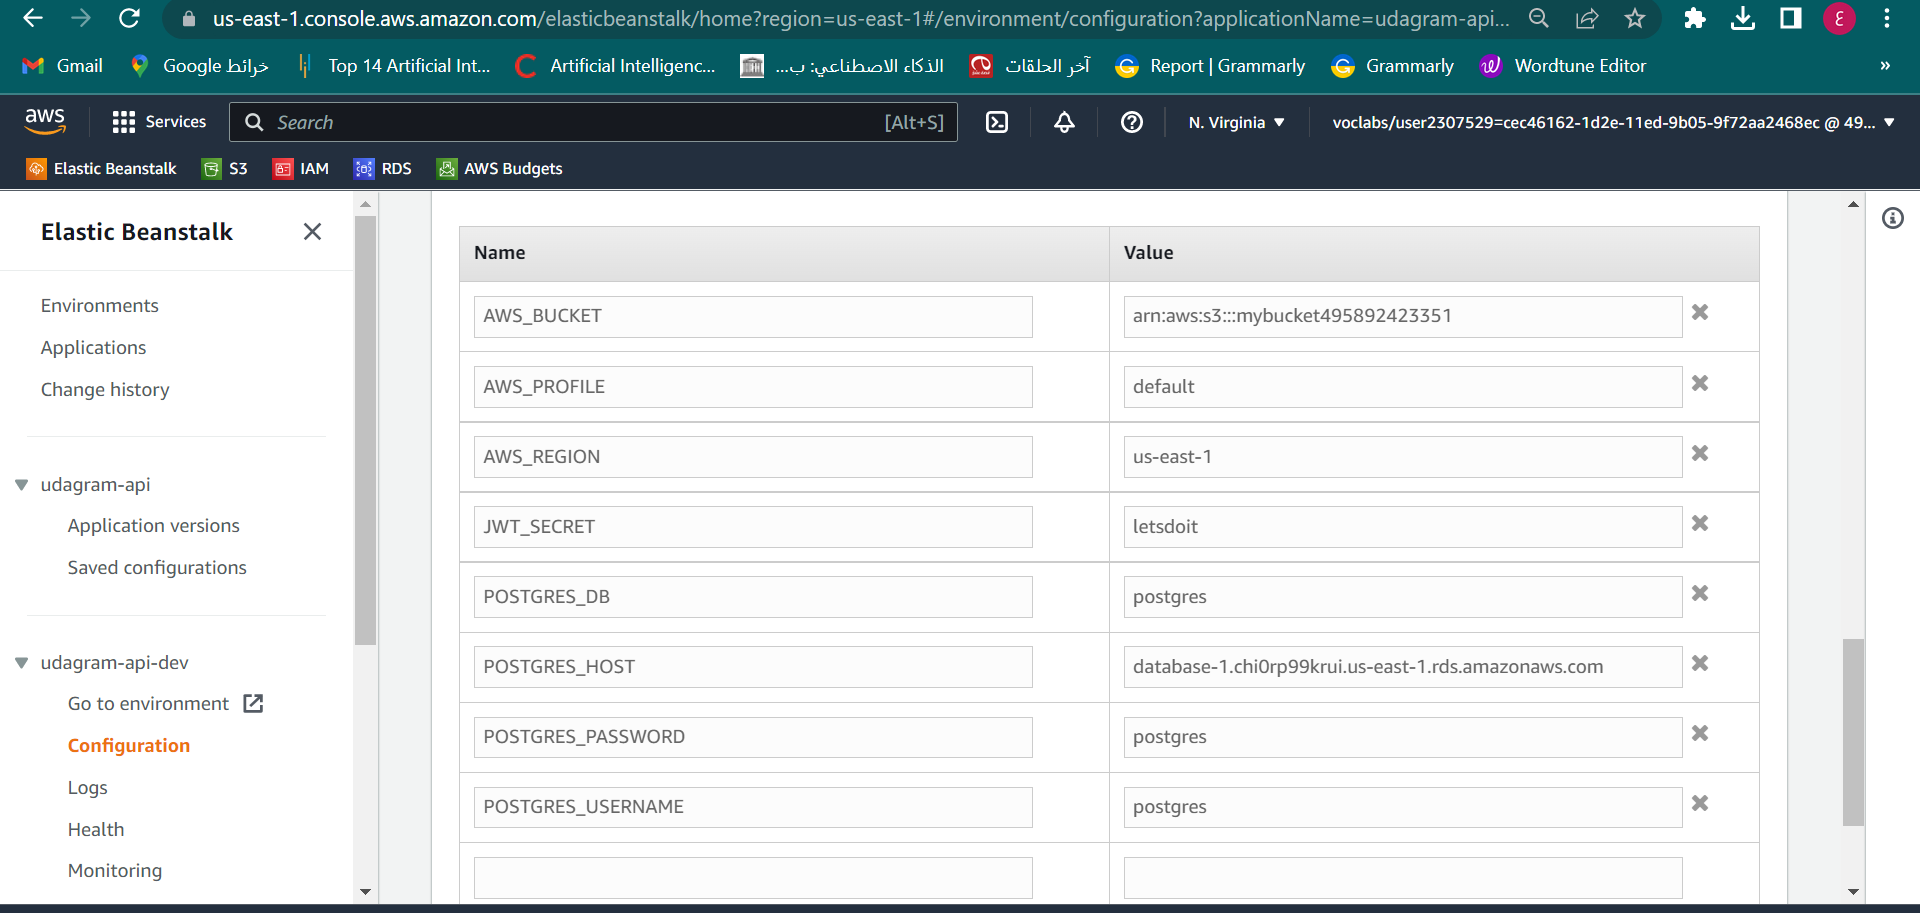 us-east-1.console.aws.amazon.com/elasticbeanstalk/home?region=us-east-1#/environment/configuration?applicationName=udagram-api...
ع
Gmail
خرائط Google
Top 14 Artificial Int...
Artificial Intelligenc...
الذكاء الاصطناعي: ب...
آخر الحلقات
Report | Grammarly
Grammarly
Wordtune Editor
»
aws
Services
Search
[Alt+S]
N. Virginia
voclabs/user2307529=cec46162-1d2e-11ed-9b05-9f72aa2468ec @ 49...
Elastic Beanstalk
S3
IAM
RDS
AWS Budgets
Elastic Beanstalk
Environments
Applications
Change history
udagram-api
Application versions
Saved configurations
udagram-api-dev
Go to environment
Configuration
Logs
Health
Monitoring
Name Value
AWS_BUCKET arn:aws:s3:::mybucket495892423351
AWS_PROFILE default
AWS_REGION us-east-1
JWT_SECRET letsdoit
POSTGRES_DB postgres
POSTGRES_HOST database-1.chi0rp99krui.us-east-1.rds.amazonaws.com
POSTGRES_PASSWORD postgres
POSTGRES_USERNAME postgres